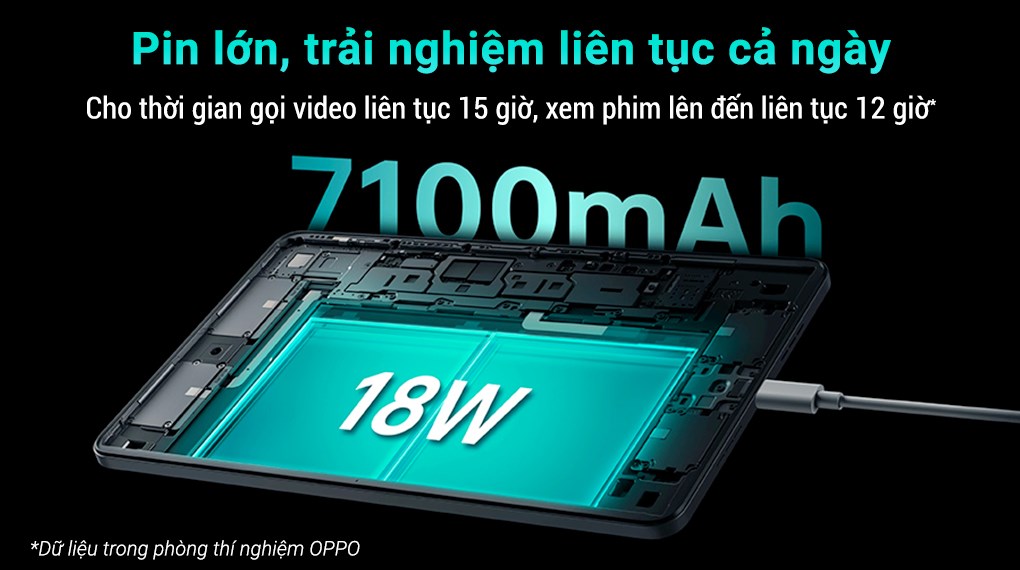 Pin lớn, trải nghiệm liên tục cả ngày
Cho thời gian gọi video liên tục 15 giờ, xem phim lên đến liên tục 12 giờ*
7100mAh
18W
*Dữ liệu trong phòng thí nghiệm OPPO